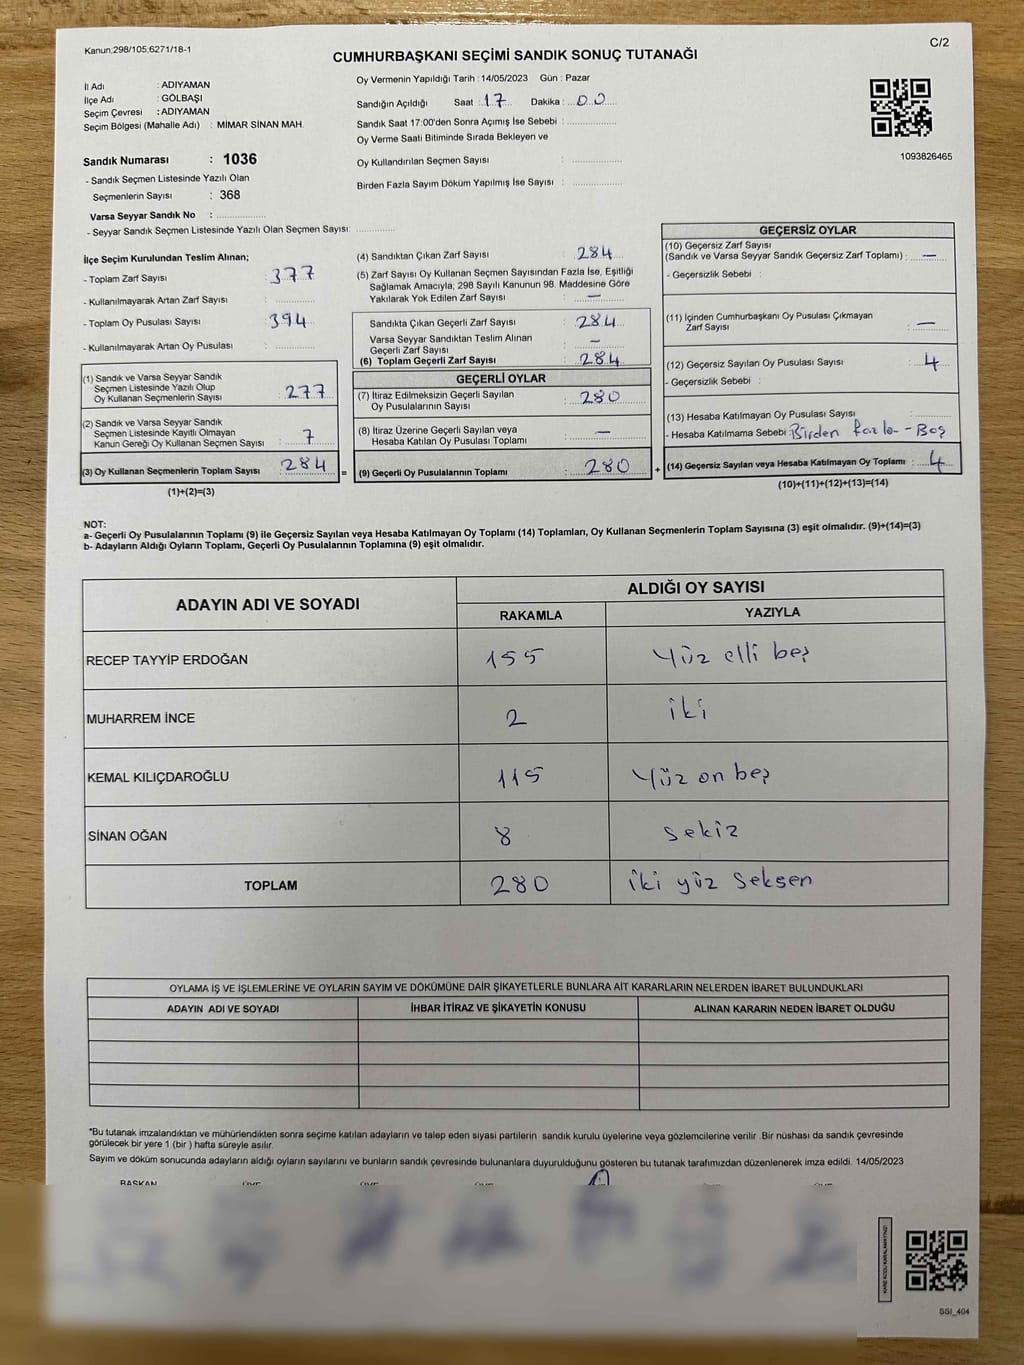 Kanun;298/105,6271/18-1
C/2
CUMHURBAŞKANI SEÇİMİ SANDIK SONUÇ TUTANAĞI
İl Adı : ADIYAMAN
İlçe Adı : GÖLBAŞI
Seçim Çevresi : ADIYAMAN
Seçim Bölgesi (Mahalle Adı) : MİMAR SİNAN MAH.
Sandık Numarası : 1036
- Sandık Seçmen Listesinde Yazılı Olan
Seçmenlerin Sayısı : 368
Varsa Seyyar Sandık No :
- Seyyar Sandık Seçmen Listesinde Yazılı Olan Seçmen Sayısı:
Oy Vermenin Yapıldığı Tarih : 14/05/2023 Gün : Pazar
Sandığın Açıldığı Saat : 17 Dakika : 00
Sandık Saat 17:00'den Sonra Açımış İse Sebebi :
Oy Verme Saati Bitiminde Sırada Bekleyen ve
Oy Kullandırılan Seçmen Sayısı :
Birden Fazla Sayım Döküm Yapılmış İse Sayısı :
1093826465
İlçe Seçim Kurulundan Teslim Alınan;
- Toplam Zarf Sayısı : 377
- Kullanılmayarak Artan Zarf Sayısı :
- Toplam Oy Pusulası Sayısı : 394
- Kullanılmayarak Artan Oy Pusulası :
(1) Sandık ve Varsa Seyyar Sandık
Seçmen Listesinde Yazılı Olup
Oy Kullanan Seçmenlerin Sayısı : 277
(2) Sandık ve Varsa Seyyar Sandık
Seçmen Listesinde Kayıtlı Olmayan
Kanun Gereği Oy Kullanan Seçmen Sayısı : 7
(3) Oy Kullanan Seçmenlerin Toplam Sayısı : 284 =
(1)+(2)=(3)
(4) Sandıktan Çıkan Zarf Sayısı : 284
(5) Zarf Sayısı Oy Kullanan Seçmen Sayısından Fazla İse, Eşitliği
Sağlamak Amacıyla; 298 Sayılı Kanunun 98. Maddesine Göre
Yakılarak Yok Edilen Zarf Sayısı : —
Sandıkta Çıkan Geçerli Zarf Sayısı : 284
Varsa Seyyar Sandıktan Teslim Alınan
Geçerli Zarf Sayısı : —
(6) Toplam Geçerli Zarf Sayısı : 284
GEÇERLİ OYLAR
(7) İtiraz Edilmeksizin Geçerli Sayılan
Oy Pusulalarının Sayısı : 280
(8) İtiraz Üzerine Geçerli Sayılan veya
Hesaba Katılan Oy Pusulası Toplamı : —
(9) Geçerli Oy Pusulalarının Toplamı : 280 +
GEÇERSİZ OYLAR
(10) Geçersiz Zarf Sayısı
(Sandık ve Varsa Seyyar Sandık Geçersiz Zarf Toplamı) : —
- Geçersizlik Sebebi :
(11) İçinden Cumhurbaşkanı Oy Pusulası Çıkmayan
Zarf Sayısı : —
(12) Geçersiz Sayılan Oy Pusulası Sayısı : 4
- Geçersizlik Sebebi :
(13) Hesaba Katılmayan Oy Pusulası Sayısı :
- Hesaba Katılmama Sebebi : Birden fazla - Boş
(14) Geçersiz Sayılan veya Hesaba Katılmayan Oy Toplamı : 4
(10)+(11)+(12)+(13)=(14)
NOT:
a- Geçerli Oy Pusulalarının Toplamı (9) ile Geçersiz Sayılan veya Hesaba Katılmayan Oy Toplamı (14) Toplamları, Oy Kullanan Seçmenlerin Toplam Sayısına (3) eşit olmalıdır. (9)+(14)=(3)
b- Adayların Aldığı Oyların Toplamı, Geçerli Oy Pusulalarının Toplamına (9) eşit olmalıdır.
ADAYIN ADI VE SOYADI ALDIĞI OY SAYISI
RAKAMLA YAZIYLA
RECEP TAYYİP ERDOĞAN 155 Yüz elli beş
MUHARREM İNCE 2 iki
KEMAL KILIÇDAROĞLU 115 Yüz on beş
SİNAN OĞAN 8 sekiz
TOPLAM 280 iki yüz seksen
OYLAMA İŞ VE İŞLEMLERİNE VE OYLARIN SAYIM VE DÖKÜMÜNE DAİR ŞİKAYETLERLE BUNLARA AİT KARARLARIN NELERDEN İBARET BULUNDUKLARI
ADAYIN ADI VE SOYADI İHBAR İTİRAZ VE ŞİKAYETİN KONUSU ALINAN KARARIN NEDEN İBARET OLDUĞU
*Bu tutanak imzalandıktan ve mühürlendikten sonra seçime katılan adayların ve talep eden siyasi partilerin sandık kurulu üyelerine veya gözlemcilerine verilir .Bir nüshası da sandık çevresinde
görülecek bir yere 1 (bir ) hafta süreyle asılır.
Sayım ve döküm sonucunda adayların aldığı oyların sayılarını ve bunların sandık çevresinde bulunanlara duyurulduğunu gösteren bu tutanak tarafımızdan düzenlenerek imza edildi. 14/05/2023
BAŞKAN
SSI_404